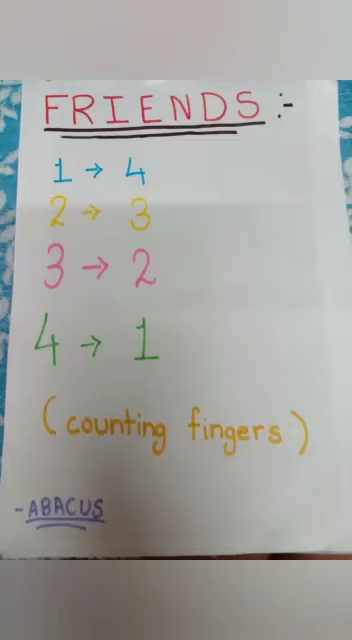 FRIENDS :-
1 → 4
2 → 3
3 → 2
4 → 1
(counting fingers)
- ABACUS